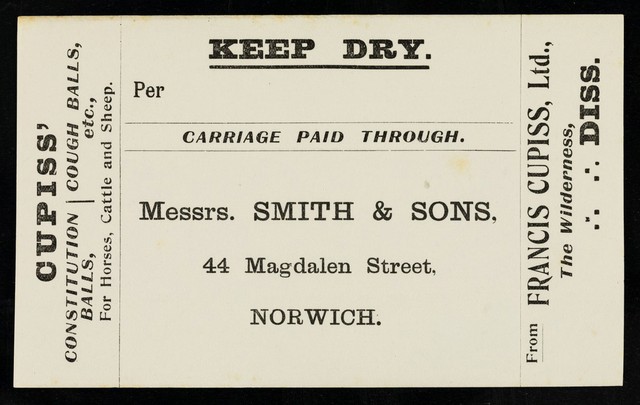 CUPISS'
CONSTITUTION | COUGH BALLS,
BALLS, etc.,
For Horses, Cattle and Sheep.
KEEP DRY.
Per
CARRIAGE PAID THROUGH.
Messrs. SMITH & SONS,
44 Magdalen Street,
NORWICH.
From FRANCIS CUPISS, Ltd.,
The Wilderness,
DISS.